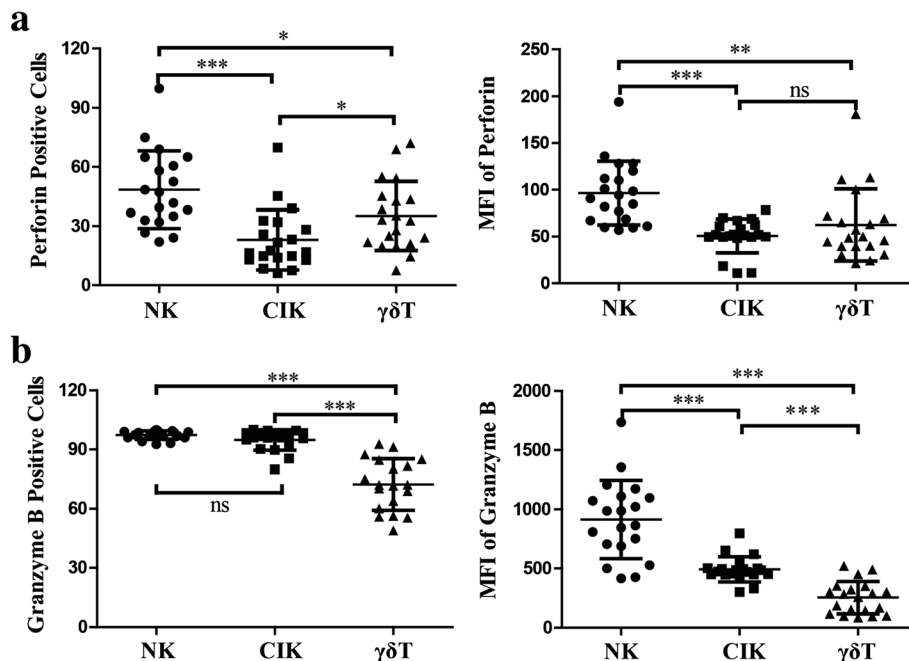 a
Perforin Positive Cells
120
90
60
30
0
*
***
*
NK
CIK
γδT
MFI of Perforin
250
200
150
100
50
0
**
***
ns
NK
CIK
γδT
b
Granzyme B Positive Cells
120
90
60
30
0
***
***
ns
NK
CIK
γδT
MFI of Granzyme B
2000
1500
1000
500
0
***
***
***
NK
CIK
γδT